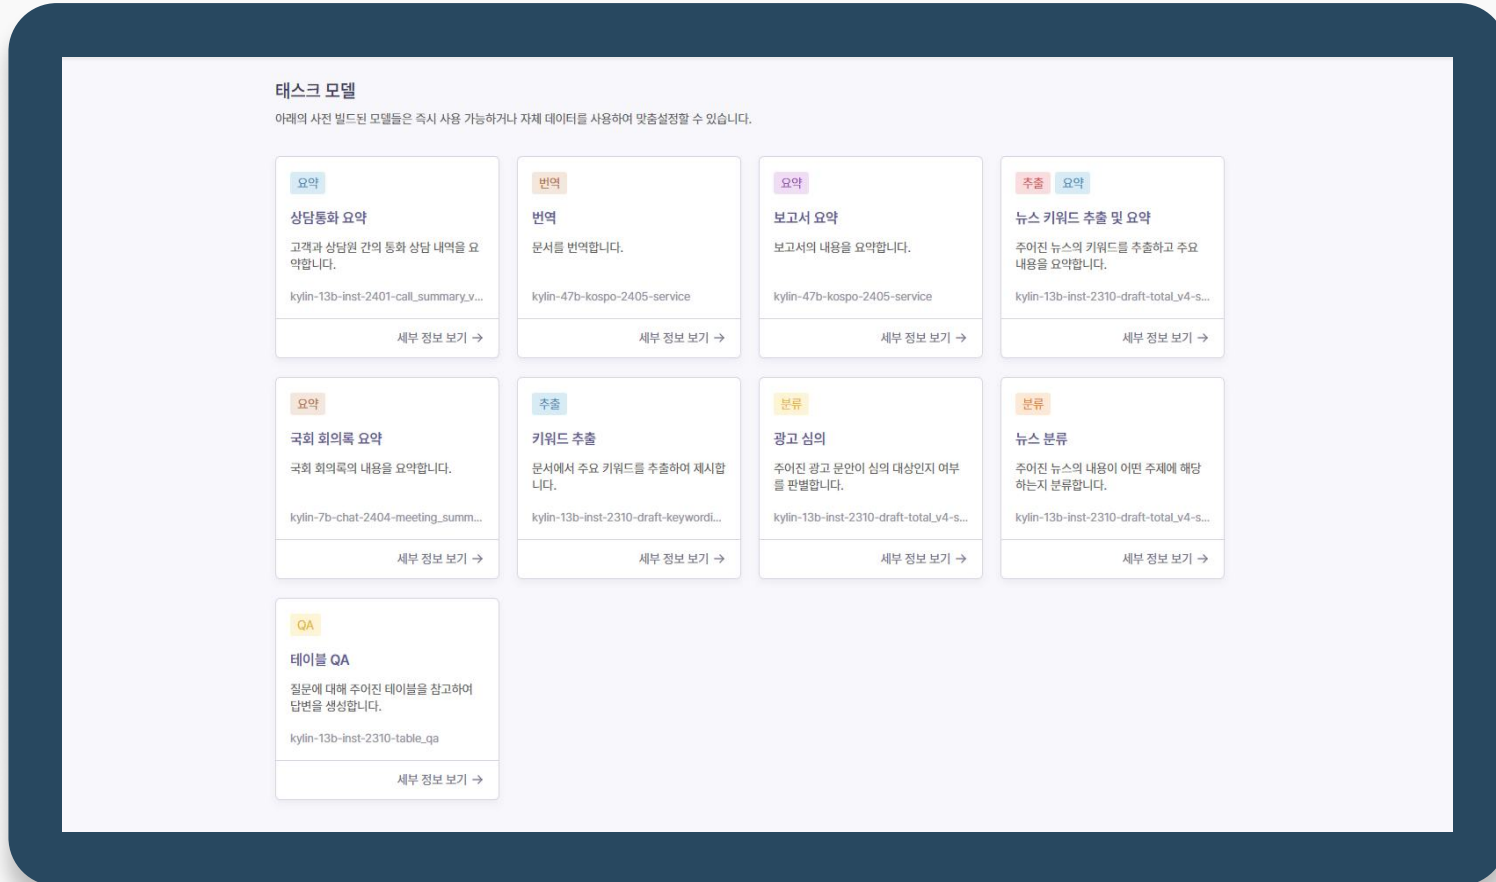 태스크 모델
아래의 사전 빌드된 모델들은 즉시 사용 가능하거나 자체 데이터를 사용하여 맞춤설정할 수 있습니다.
요약
상담통화 요약
고객과 상담원 간의 통화 상담 내역을 요
약합니다.
kylin-13b-inst-2401-call_summary_v...
세부 정보 보기 →
번역
번역
문서를 번역합니다.
kylin-47b-kospo-2405-service
세부 정보 보기 →
요약
보고서 요약
보고서의 내용을 요약합니다.
kylin-47b-kospo-2405-service
세부 정보 보기 →
추출 요약
뉴스 키워드 추출 및 요약
주어진 뉴스의 키워드를 추출하고 주요
내용을 요약합니다.
kylin-13b-inst-2310-draft-total_v4-s...
세부 정보 보기 →
요약
국회 회의록 요약
국회 회의록의 내용을 요약합니다.
kylin-7b-chat-2404-meeting_summ...
세부 정보 보기 →
추출
키워드 추출
문서에서 주요 키워드를 추출하여 제시합
니다.
kylin-13b-inst-2310-draft-keywordi...
세부 정보 보기 →
분류
광고 심의
주어진 광고 문안이 심의 대상인지 여부
를 판별합니다.
kylin-13b-inst-2310-draft-total_v4-s...
세부 정보 보기 →
분류
뉴스 분류
주어진 뉴스의 내용이 어떤 주제에 해당
하는지 분류합니다.
kylin-13b-inst-2310-draft-total_v4-s...
세부 정보 보기 →
QA
테이블 QA
질문에 대해 주어진 테이블을 참고하여
답변을 생성합니다.
kylin-13b-inst-2310-table_qa
세부 정보 보기 →